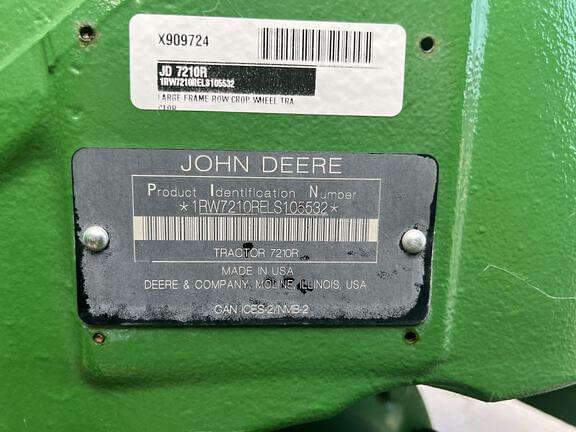 X909724
JD 7210R
1RW7210RELS105532
LARGE FRAME ROW CROP WHEEL TRA
CTOR
JOHN DEERE
Product Identification Number
*1RW7210RELS105532*
TRACTOR 7210R
MADE IN USA
DEERE & COMPANY, MOLINE, ILLINOIS, USA
CAN ICES-2/NMB-2